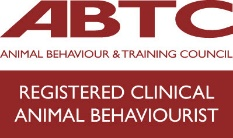 ABTC
ANIMAL BEHAVIOUR & TRAINING COUNCIL
REGISTERED CLINICAL
ANIMAL BEHAVIOURIST